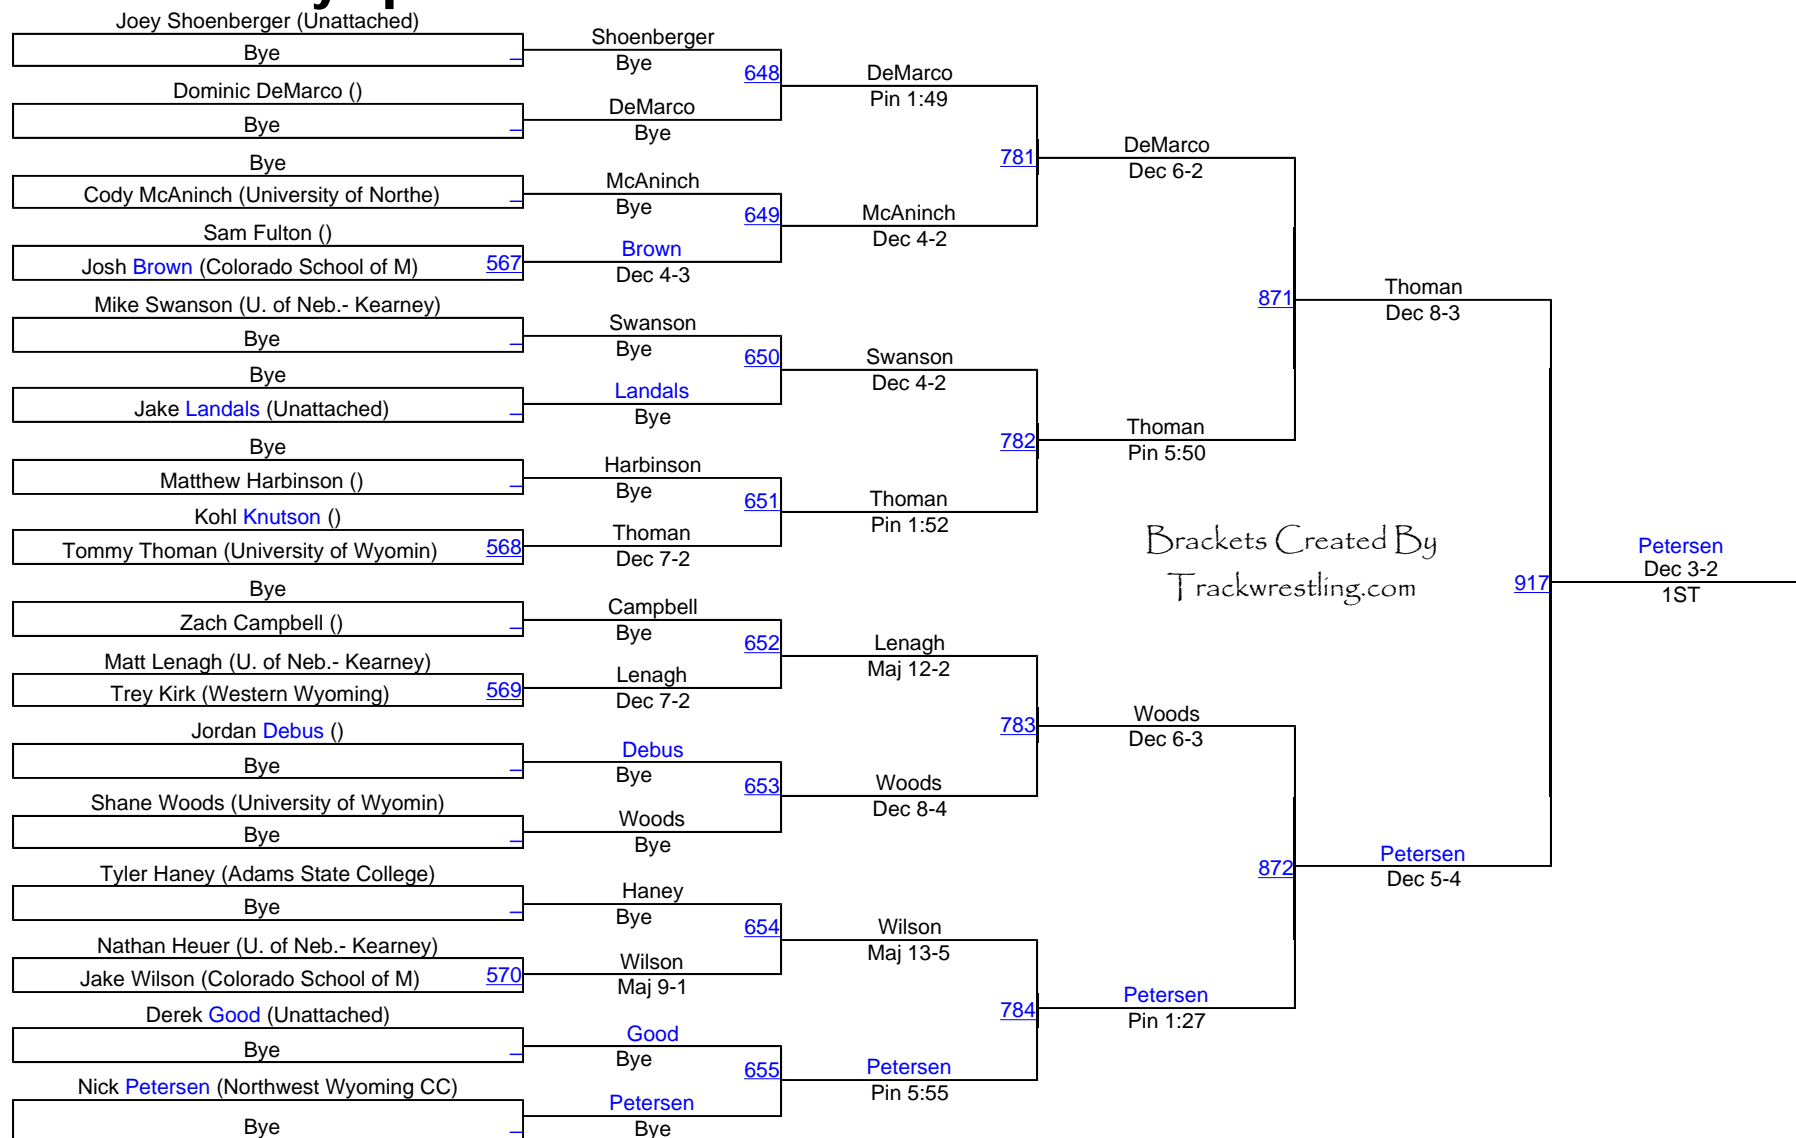 Joey Shoenberger (Unattached)
Bye
Dominic DeMarco ()
Bye
Bye
Cody McAninch (University of Northe)
Sam Fulton ()
Josh Brown (Colorado School of M) 567
Mike Swanson (U. of Neb.- Kearney)
Bye
Bye
Jake Landals (Unattached)
Bye
Matthew Harbinson ()
Kohl Knutson ()
Tommy Thoman (University of Wyomin) 568
Bye
Zach Campbell ()
Matt Lenagh (U. of Neb.- Kearney)
Trey Kirk (Western Wyoming) 569
Jordan Debus ()
Bye
Shane Woods (University of Wyomin)
Bye
Tyler Haney (Adams State College)
Bye
Nathan Heuer (U. of Neb.- Kearney)
Jake Wilson (Colorado School of M) 570
Derek Good (Unattached)
Bye
Nick Petersen (Northwest Wyoming CC)
Bye
Shoenberger
Bye
648
DeMarco
Bye
McAninch
Bye
649
Brown
Dec 4-3
Swanson
Bye
650
Landals
Bye
Harbinson
Bye
651
Thoman
Dec 7-2
Campbell
Bye
652
Lenagh
Dec 7-2
Debus
Bye
653
Woods
Bye
Haney
Bye
654
Wilson
Maj 9-1
Good
Bye
655
Petersen
Bye
DeMarco
Pin 1:49
781
McAninch
Dec 4-2
Swanson
Dec 4-2
782
Thoman
Pin 1:52
Lenagh
Maj 12-2
783
Woods
Dec 8-4
Wilson
Maj 13-5
784
Petersen
Pin 5:55
DeMarco
Dec 6-2
871
Thoman
Pin 5:50
Brackets Created By
Trackwrestling.com
Woods
Dec 6-3
872
Petersen
Pin 1:27
Thoman
Dec 8-3
917
Petersen
Dec 5-4
Petersen
Dec 3-2
1ST